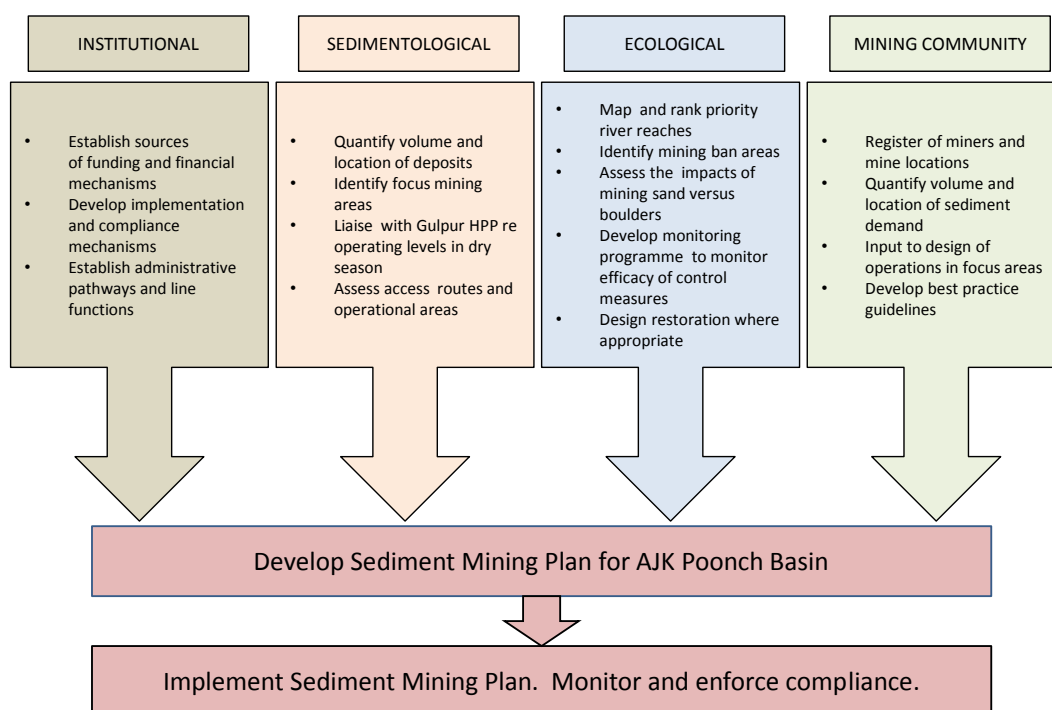 INSTITUTIONAL
SEDIMENTOLOGICAL
ECOLOGICAL
MINING COMMUNITY
• Establish sources
of funding and financial
mechanisms
• Develop implementation
and compliance
mechanisms
• Establish administrative
pathways and line
functions
• Quantify volume and
location of deposits
• Identify focus mining
areas
• Liaise with Gulpur HPP re
operating levels in dry
season
• Assess access routes and
operational areas
• Map and rank priority
river reaches
• Identify mining ban areas
• Assess the impacts of
mining sand versus
boulders
• Develop monitoring
programme to monitor
efficacy of control
measures
• Design restoration where
appropriate
• Register of miners and
mine locations
• Quantify volume and
location of sediment
demand
• Input to design of
operations in focus areas
• Develop best practice
guidelines
Develop Sediment Mining Plan for AJK Poonch Basin
Implement Sediment Mining Plan. Monitor and enforce compliance.